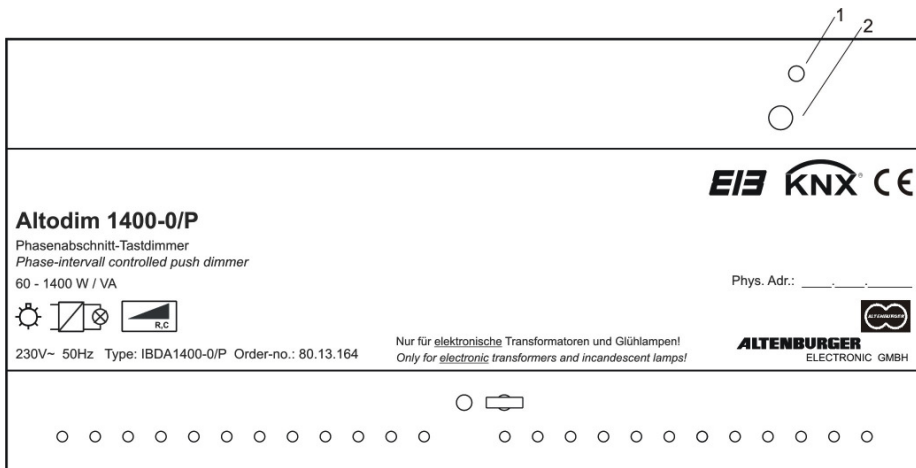 1
2
EIB KNX® CE
Altodim 1400-0/P
Phasenabschnitt-Tastdimmer
Phase-intervall controlled push dimmer
60 - 1400 W / VA
Phys. Adr.: ____.____.______
R,C
ALTENBURGER
230V~ 50Hz Type: IBDA1400-0/P Order-no.: 80.13.164
Nur für elektronische Transformatoren und Glühlampen!
Only for electronic transformers and incandescent lamps!
ALTENBURGER
ELECTRONIC GMBH